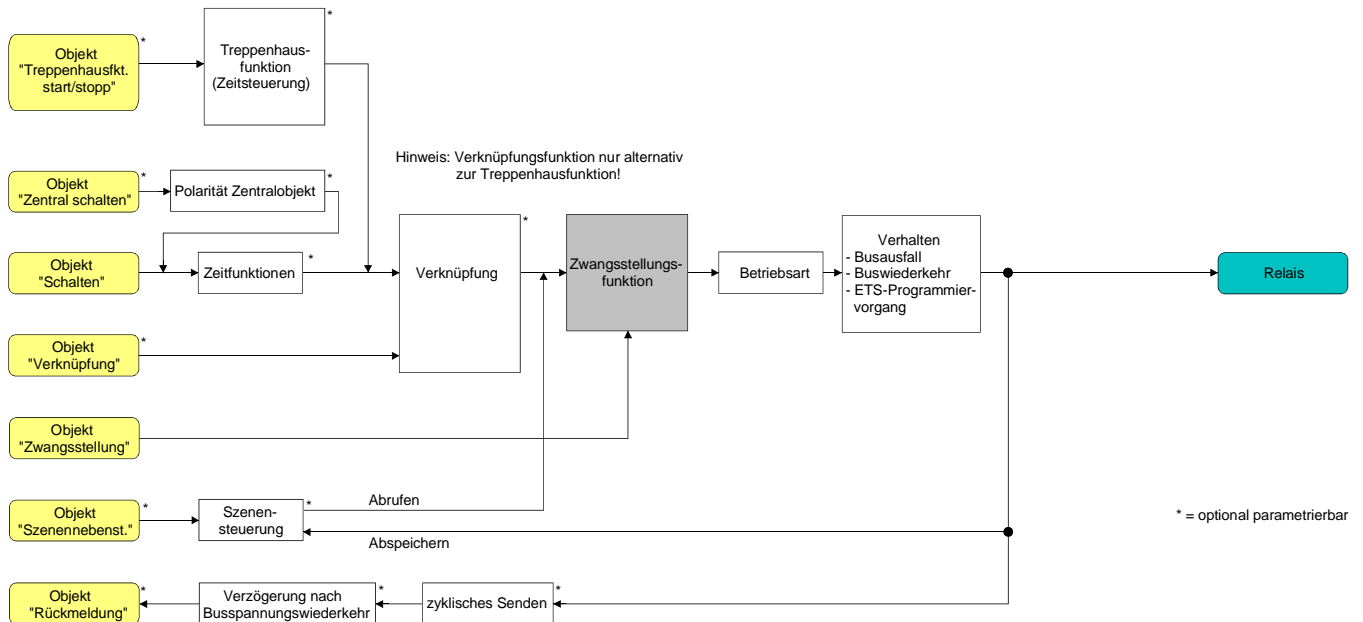 *
*
Objekt
"Treppenhausfkt.
start/stopp"
Treppenhaus-
funktion
(Zeitsteuerung)
Hinweis: Verknüpfungsfunktion nur alternativ
zur Treppenhausfunktion!
*
*
Objekt
"Zentral schalten"
Polarität Zentralobjekt
*
*
*
Objekt
"Schalten"
Zeitfunktionen
Verknüpfung
Zwangsstellungs-
funktion
Betriebsart
Verhalten
- Busausfall
- Buswiederkehr
- ETS-Programmier-
vorgang
Relais
*
Objekt
"Verknüpfung"
Objekt
"Zwangsstellung"
*
*
Objekt
"Szenennebenst."
Szenen-
steuerung
Abrufen
Abspeichern
* = optional parametrierbar
*
*
*
Objekt
"Rückmeldung"
Verzögerung nach
Busspannungswiederkehr
zyklisches Senden